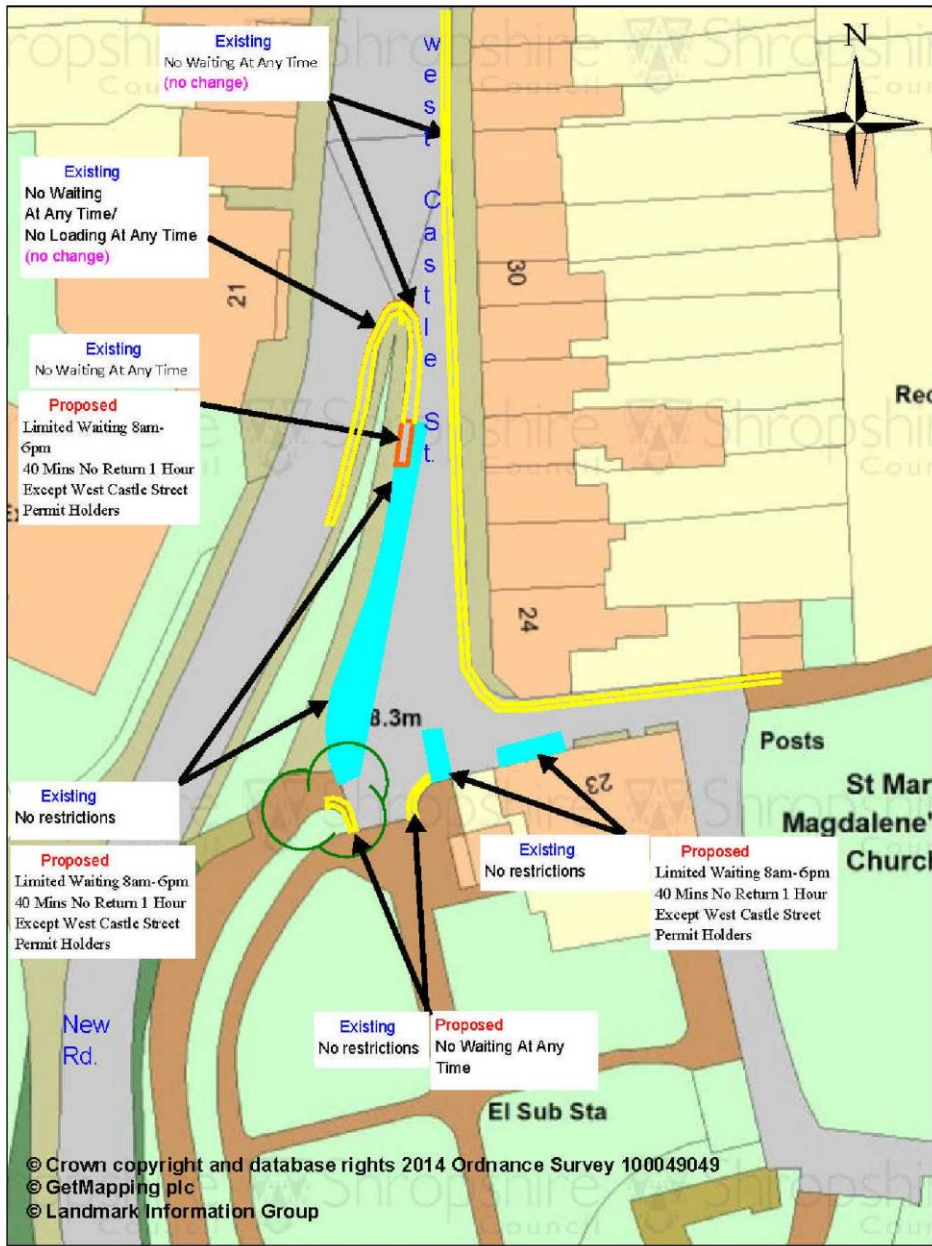 Existing
No Waiting At Any Time
(no change)
N
West Castle St.
Existing
No Waiting
At Any Time/
No Loading At Any Time
(no change)
21
30
Existing
No Waiting At Any Time
Proposed
Limited Waiting 8am-
6pm
40 Mins No Return 1 Hour
Except West Castle Street
Permit Holders
Rec
24
8.3m
Posts
23
St Mar
Magdalene'
Church
Existing
No restrictions
Proposed
Limited Waiting 8am-6pm
40 Mins No Return 1 Hour
Except West Castle Street
Permit Holders
Existing
No restrictions
Proposed
Limited Waiting 8am-6pm
40 Mins No Return 1 Hour
Except West Castle Street
Permit Holders
New
Rd.
Existing
No restrictions
Proposed
No Waiting At Any
Time
El Sub Sta
© Crown copyright and database rights 2014 Ordnance Survey 100049049
© GetMapping plc
© Landmark Information Group
Shropshire
Council